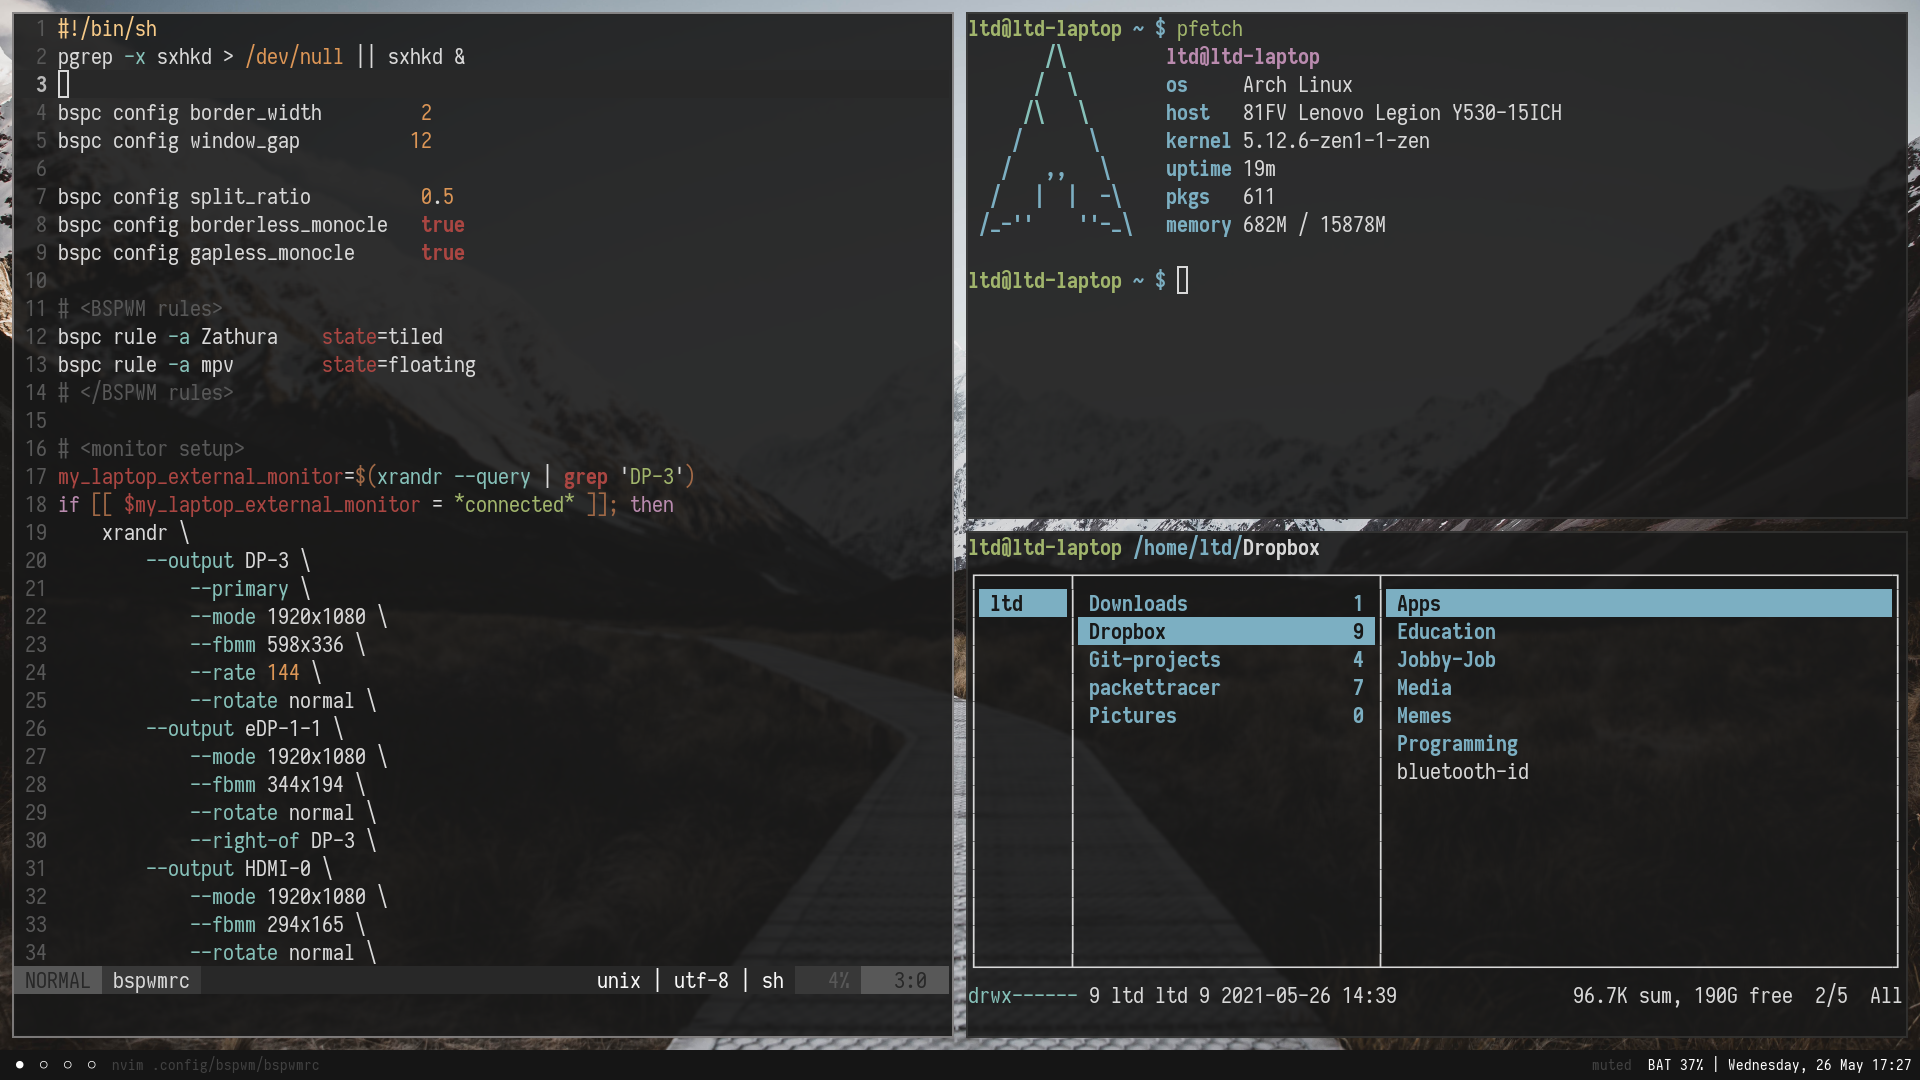 1 #!/bin/sh
2 pgrep -x sxhkd > /dev/null || sxhkd &
3
4 bspc config border_width         2
5 bspc config window_gap          12
6
7 bspc config split_ratio          0.5
8 bspc config borderless_monocle   true
9 bspc config gapless_monocle      true
10
11 # <BSPWM rules>
12 bspc rule -a Zathura    state=tiled
13 bspc rule -a mpv        state=floating
14 # </BSPWM rules>
15
16 # <monitor setup>
17 my_laptop_external_monitor=$(xrandr --query | grep 'DP-3')
18 if [[ $my_laptop_external_monitor = *connected* ]]; then
19     xrandr \
20         --output DP-3 \
21             --primary \
22             --mode 1920x1080 \
23             --fbmm 598x336 \
24             --rate 144 \
25             --rotate normal \
26         --output eDP-1-1 \
27             --mode 1920x1080 \
28             --fbmm 344x194 \
29             --rotate normal \
30             --right-of DP-3 \
31         --output HDMI-0 \
32             --mode 1920x1080 \
33             --fbmm 294x165 \
34             --rotate normal \
NORMAL bspwmrc unix | utf-8 | sh 4% 3:0
ltd@ltd-laptop ~ $ pfetch
ltd@ltd-laptop
os     Arch Linux
host   81FV Lenovo Legion Y530-15ICH
kernel 5.12.6-zen1-1-zen
uptime 19m
pkgs   611
memory 682M / 15878M
ltd@ltd-laptop ~ $
ltd@ltd-laptop /home/ltd/Dropbox
ltd
Downloads 1
Dropbox 9
Git-projects 4
packettracer 7
Pictures 0
Apps
Education
Jobby-Job
Media
Memes
Programming
bluetooth-id
drwx------ 9 ltd ltd 9 2021-05-26 14:39 96.7K sum, 190G free 2/5 All
nvim .config/bspwm/bspwmrc muted BAT 37% | Wednesday, 26 May 17:27